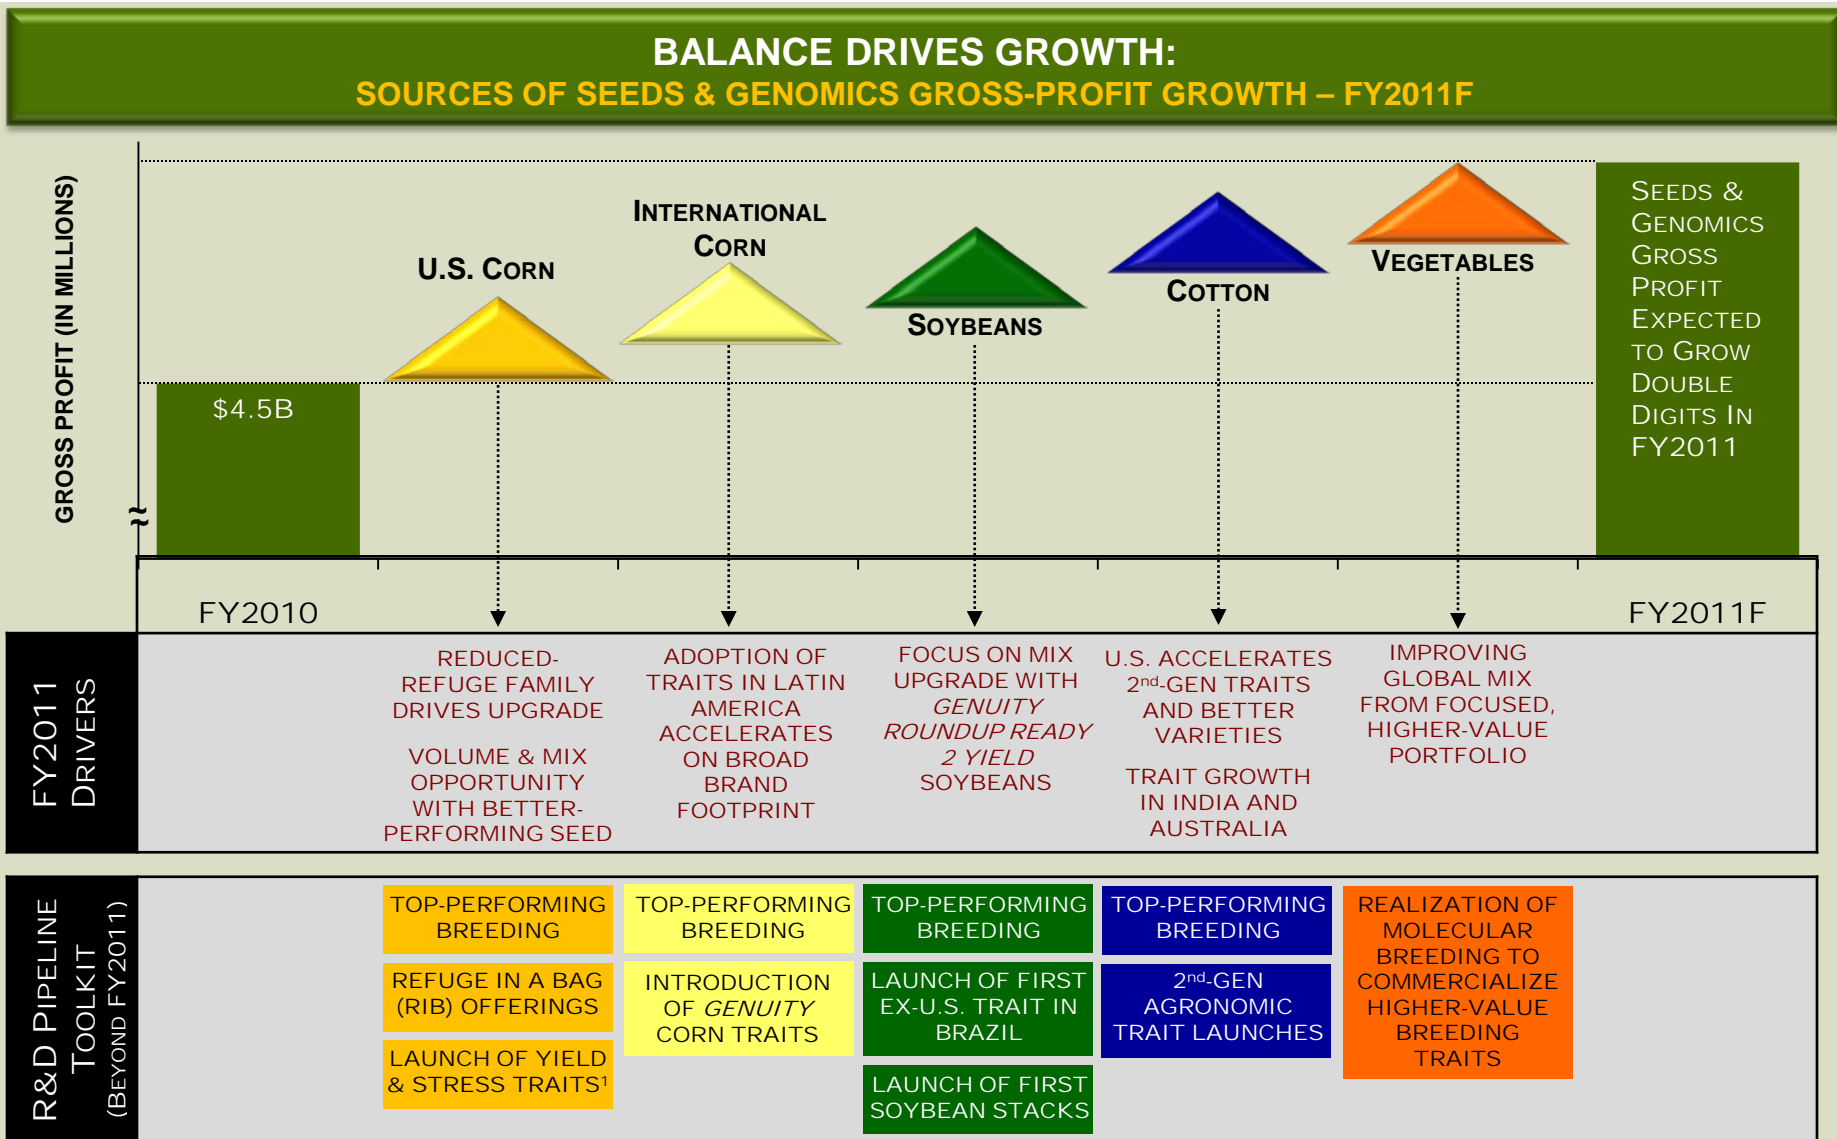 BALANCE DRIVES GROWTH:
SOURCES OF SEEDS & GENOMICS GROSS-PROFIT GROWTH – FY2011F
GROSS PROFIT (IN MILLIONS)
≈
$4.5B
U.S. CORN
INTERNATIONAL
CORN
SOYBEANS
COTTON
VEGETABLES
SEEDS &
GENOMICS
GROSS
PROFIT
EXPECTED
TO GROW
DOUBLE
DIGITS IN
FY2011
FY2010
FY2011F
FY2011
DRIVERS
REDUCED-
REFUGE FAMILY
DRIVES UPGRADE
VOLUME & MIX
OPPORTUNITY
WITH BETTER-
PERFORMING SEED
ADOPTION OF
TRAITS IN LATIN
AMERICA
ACCELERATES
ON BROAD
BRAND
FOOTPRINT
FOCUS ON MIX
UPGRADE WITH
GENUITY
ROUNDUP READY
2 YIELD
SOYBEANS
U.S. ACCELERATES
2nd-GEN TRAITS
AND BETTER
VARIETIES
TRAIT GROWTH
IN INDIA AND
AUSTRALIA
IMPROVING
GLOBAL MIX
FROM FOCUSED,
HIGHER-VALUE
PORTFOLIO
R&D PIPELINE
TOOLKIT
(BEYOND FY2011)
TOP-PERFORMING
BREEDING
REFUGE IN A BAG
(RIB) OFFERINGS
LAUNCH OF YIELD
& STRESS TRAITS¹
TOP-PERFORMING
BREEDING
INTRODUCTION
OF GENUITY
CORN TRAITS
TOP-PERFORMING
BREEDING
LAUNCH OF FIRST
EX-U.S. TRAIT IN
BRAZIL
LAUNCH OF FIRST
SOYBEAN STACKS
TOP-PERFORMING
BREEDING
2nd-GEN
AGRONOMIC
TRAIT LAUNCHES
REALIZATION OF
MOLECULAR
BREEDING TO
COMMERCIALIZE
HIGHER-VALUE
BREEDING
TRAITS